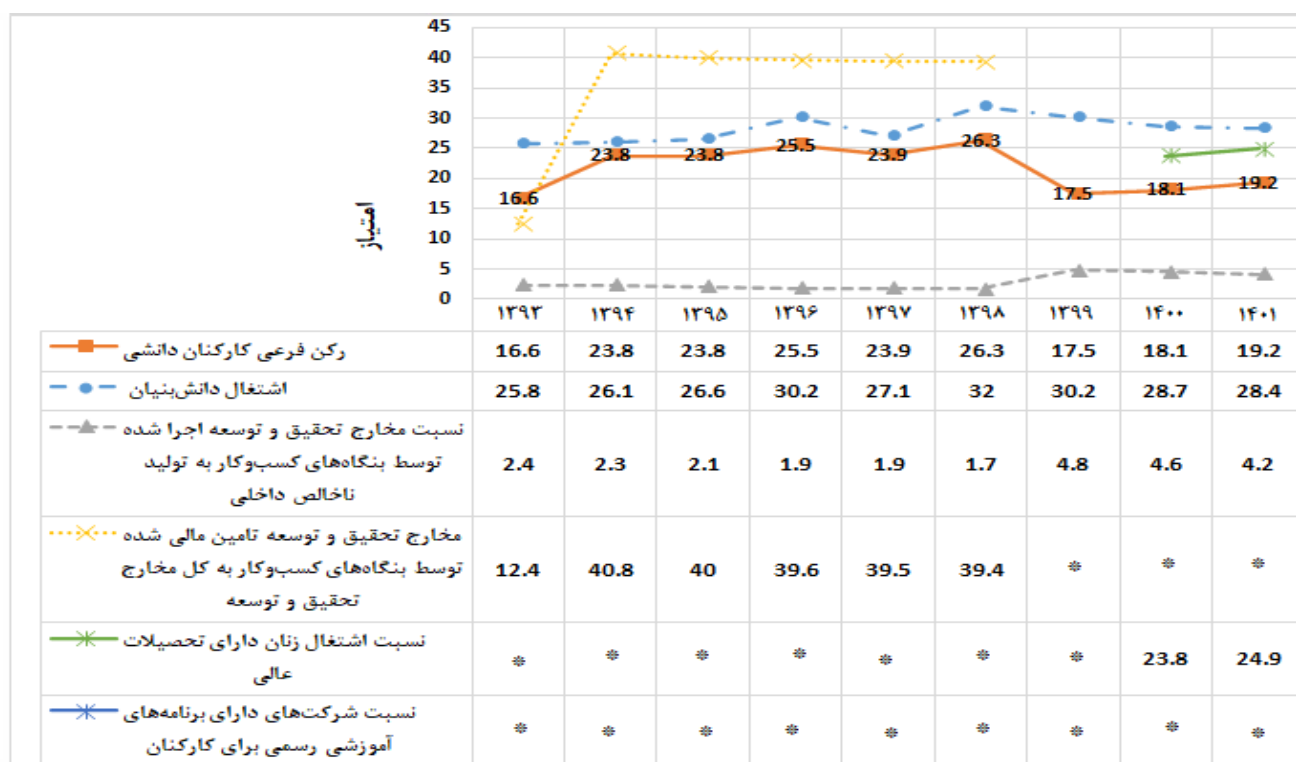 45
40
35
30
25
20
15
10
5
0
امتیاز
16.6 23.8 23.8 25.5 23.9 26.3 17.5 18.1 19.2
۱۳۹۳ ۱۳۹۴ ۱۳۹۵ ۱۳۹۶ ۱۳۹۷ ۱۳۹۸ ۱۳۹۹ ۱۴۰۰ ۱۴۰۱
رکن فرعی کارکنان دانشی
16.6 23.8 23.8 25.5 23.9 26.3 17.5 18.1 19.2
اشتغال دانش‌بنیان
25.8 26.1 26.6 30.2 27.1 32 30.2 28.7 28.4
نسبت مخارج تحقیق و توسعه اجرا شده
توسط بنگاه‌های کسب‌وکار به تولید
ناخالص داخلی
2.4 2.3 2.1 1.9 1.9 1.7 4.8 4.6 4.2
مخارج تحقیق و توسعه تامین مالی شده
توسط بنگاه‌های کسب‌وکار به کل مخارج
تحقیق و توسعه
12.4 40.8 40 39.6 39.5 39.4 * * *
نسبت اشتغال زنان دارای تحصیلات
عالی
* * * * * * * 23.8 24.9
نسبت شرکت‌های دارای برنامه‌های
آموزشی رسمی برای کارکنان
* * * * * * * * *